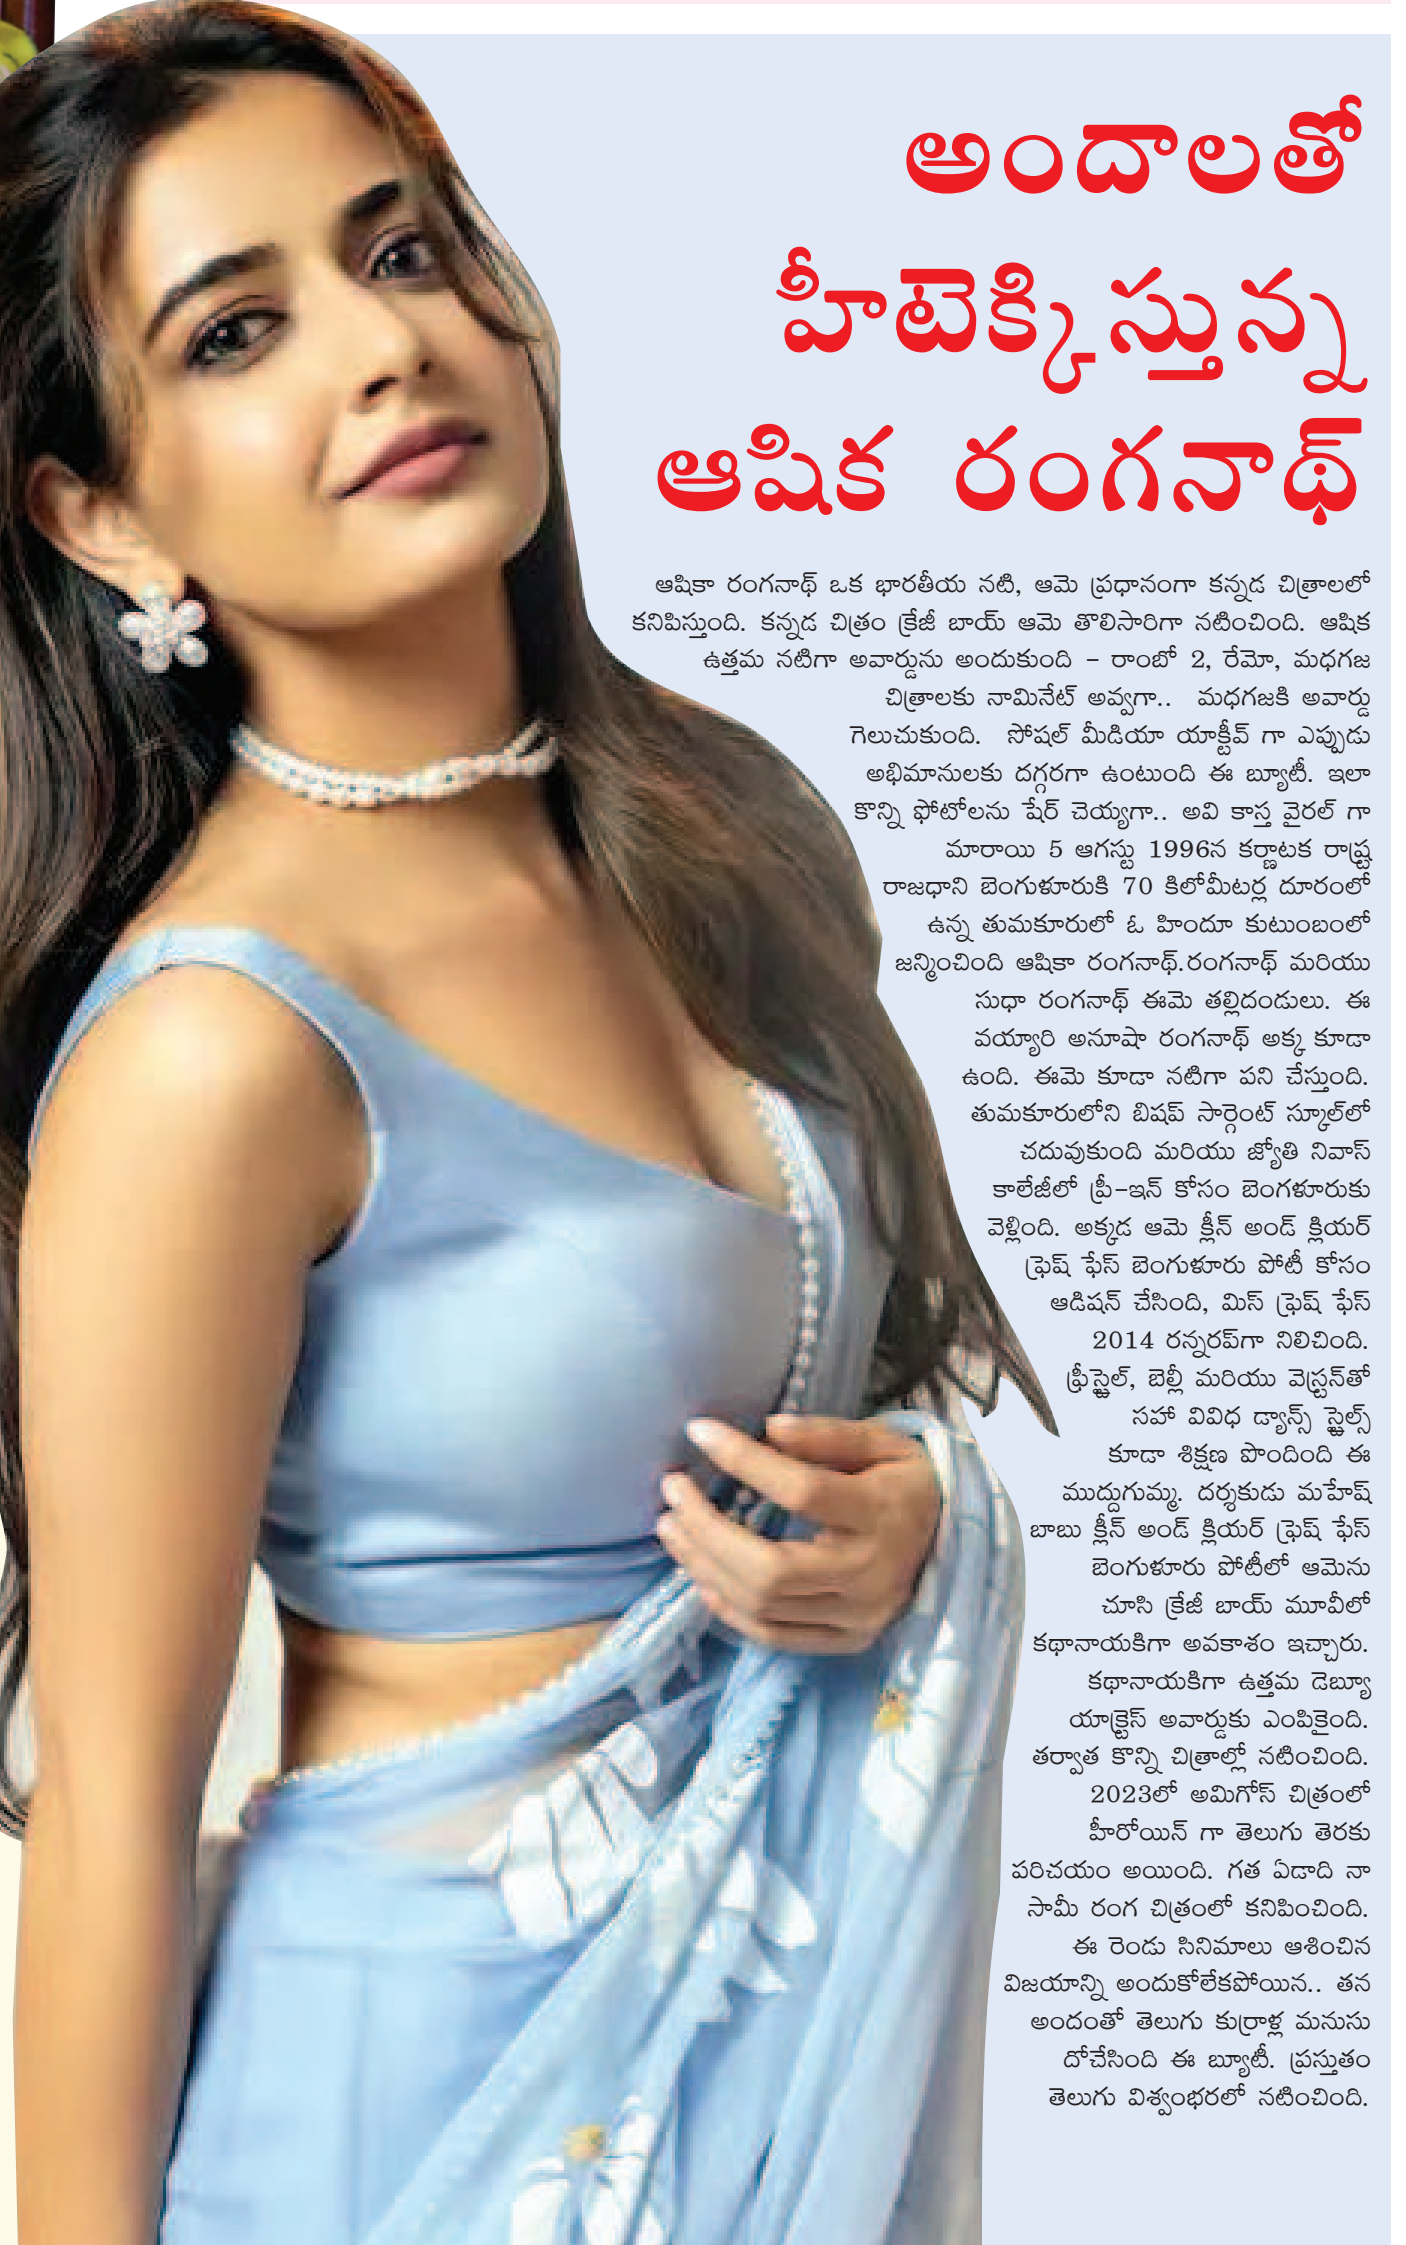 అందాలతో
హీటెక్కిస్తున్న
ఆషిక రంగనాథ్
ఆషికా రంగనాథ్ ఒక భారతీయ నటి, ఆమె ప్రధానంగా కన్నడ చిత్రాలలో
కనిపిస్తుంది. కన్నడ చిత్రం క్రేజీ బాయ్ ఆమె తొలిసారిగా నటించింది. ఆషిక
ఉత్తమ నటిగా అవార్డును అందుకుంది - రాంబో 2, రేమో, మధగజ
చిత్రాలకు నామినేట్ అవ్వగా.. మధగజకి అవార్డు
గెలుచుకుంది. సోషల్ మీడియా యాక్టీవ్ గా ఎప్పుడు
అభిమానులకు దగ్గరగా ఉంటుంది ఈ బ్యూటీ. ఇలా
కొన్ని ఫోటోలను షేర్ చెయ్యగా.. అవి కాస్త వైరల్ గా
మారాయి 5 ఆగస్టు 1996న కర్ణాటక రాష్ట్ర
రాజధాని బెంగుళూరుకి 70 కిలోమీటర్ల దూరంలో
ఉన్న తుమకూరులో ఓ హిందూ కుటుంబంలో
జన్మించింది ఆషికా రంగనాథ్.రంగనాథ్ మరియు
సుధా రంగనాథ్ ఈమె తల్లిదండులు. ఈ
వయ్యారి అనూషా రంగనాథ్ అక్క కూడా
ఉంది. ఈమె కూడా నటిగా పని చేస్తుంది.
తుమకూరులోని బిషప్ సార్గెంట్ స్కూల్‌లో
చదువుకుంది మరియు జ్యోతి నివాస్
కాలేజీలో ప్రీ-ఇన్ కోసం బెంగళూరుకు
వెళ్లింది. అక్కడ ఆమె క్లీన్ అండ్ క్లియర్
ఫ్రెష్ ఫేస్ బెంగుళూరు పోటీ కోసం
ఆడిషన్ చేసింది, మిస్ ఫ్రెష్ ఫేస్
2014 రన్నరప్‌గా నిలిచింది.
ఫ్రీస్టైల్, బెల్లీ మరియు వెస్ట్రన్‌తో
సహా వివిధ డ్యాన్స్ స్టైల్స్
కూడా శిక్షణ పొందింది ఈ
ముద్దుగుమ్మ. దర్శకుడు మహేష్
బాబు క్లీన్ అండ్ క్లియర్ ఫ్రెష్ ఫేస్
బెంగుళూరు పోటీలో ఆమెను
చూసి క్రేజీ బాయ్ మూవీలో
కథానాయకిగా అవకాశం ఇచ్చారు.
కథానాయకిగా ఉత్తమ డెబ్యూ
యాక్ట్రెస్ అవార్డుకు ఎంపికైంది.
తర్వాత కొన్ని చిత్రాల్లో నటించింది.
2023లో అమిగోస్ చిత్రంలో
హీరోయిన్ గా తెలుగు తెరకు
పరిచయం అయింది. గత ఏడాది నా
సామీ రంగ చిత్రంలో కనిపించింది.
ఈ రెండు సినిమాలు ఆశించిన
విజయాన్ని అందుకోలేకపోయిన.. తన
అందంతో తెలుగు కుర్రాళ్ల మనుసు
దోచేసింది ఈ బ్యూటీ. ప్రస్తుతం
తెలుగు విశ్వంభరలో నటించింది.